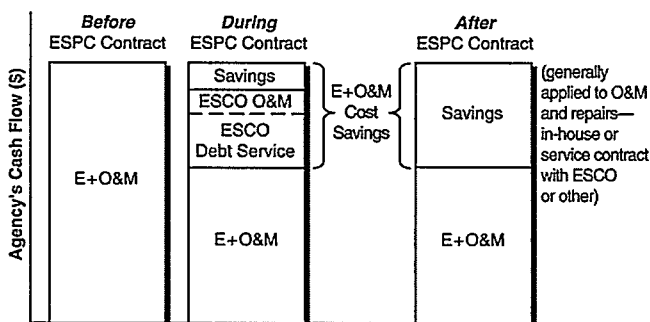 Before
ESPC Contract
During
ESPC Contract
After
ESPC Contract
Agency's Cash Flow ($)
E+O&M
Savings
ESCO O&M
ESCO
Debt Service
E+O&M
E+O&M
Cost
Savings
Savings
E+O&M
(generally
applied to O&M
and repairs—
in-house or
service contract
with ESCO
or other)